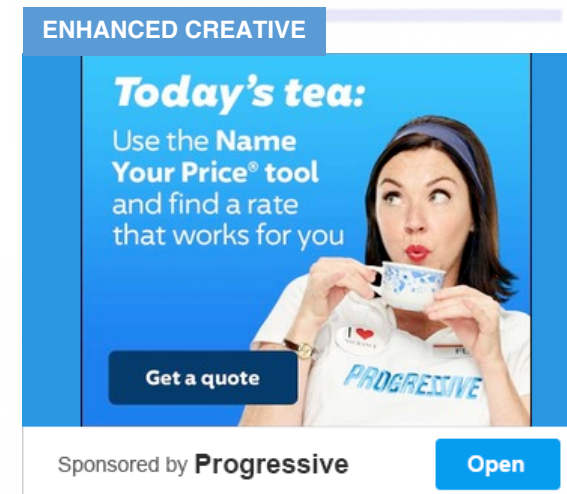 ENHANCED CREATIVE
Today's tea:
Use the Name
Your Price® tool
and find a rate
that works for you
I ❤
PROGRESSIVE
Get a quote
Sponsored by Progressive
Open